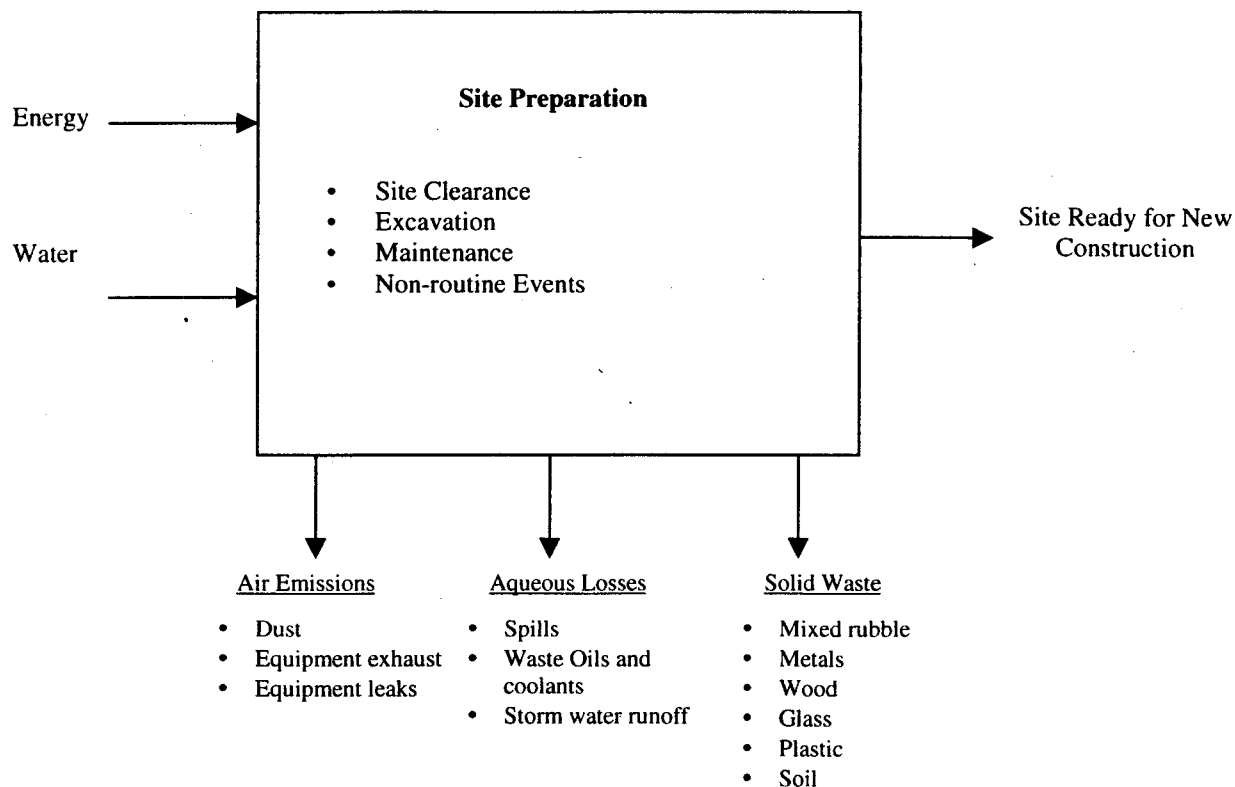 Site Preparation
Energy
• Site Clearance
• Excavation
• Maintenance
• Non-routine Events
Water
Site Ready for New
Construction
Air Emissions
• Dust
• Equipment exhaust
• Equipment leaks
Aqueous Losses
• Spills
• Waste Oils and
coolants
• Storm water runoff
Solid Waste
• Mixed rubble
• Metals
• Wood
• Glass
• Plastic
• Soil